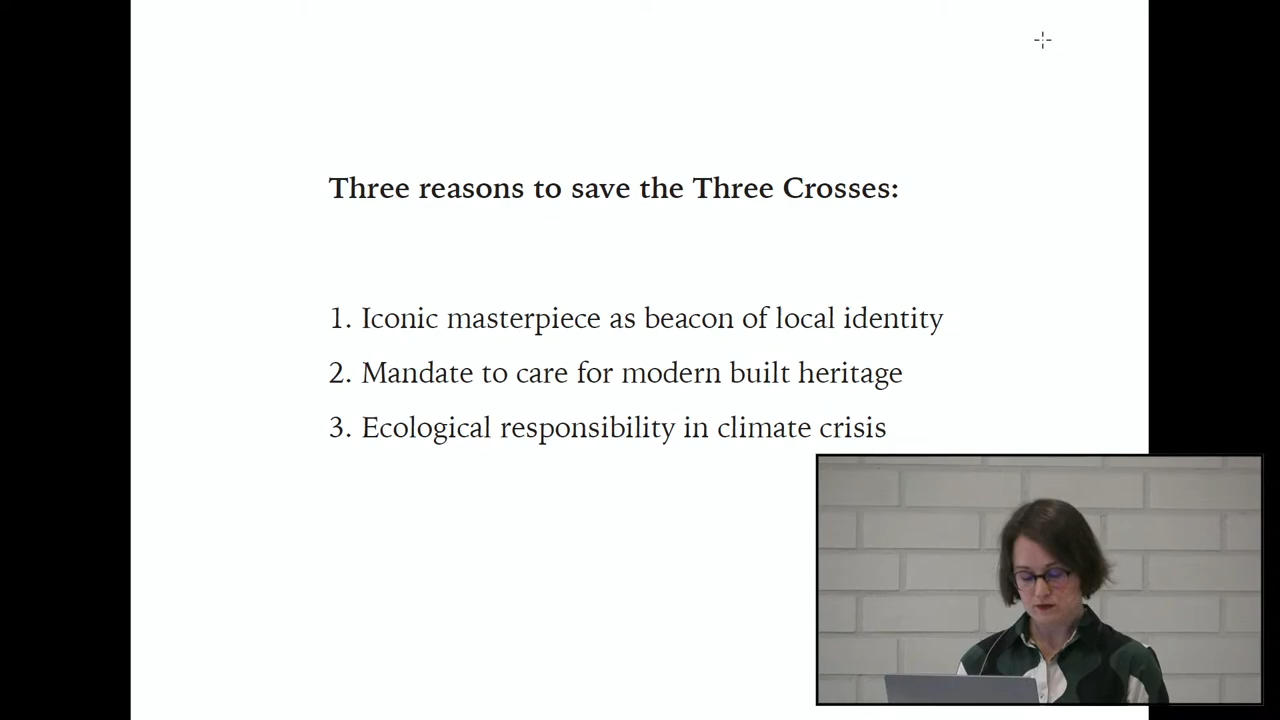 Three reasons to save the Three Crosses:
1. Iconic masterpiece as beacon of local identity
2. Mandate to care for modern built heritage
3. Ecological responsibility in climate crisis